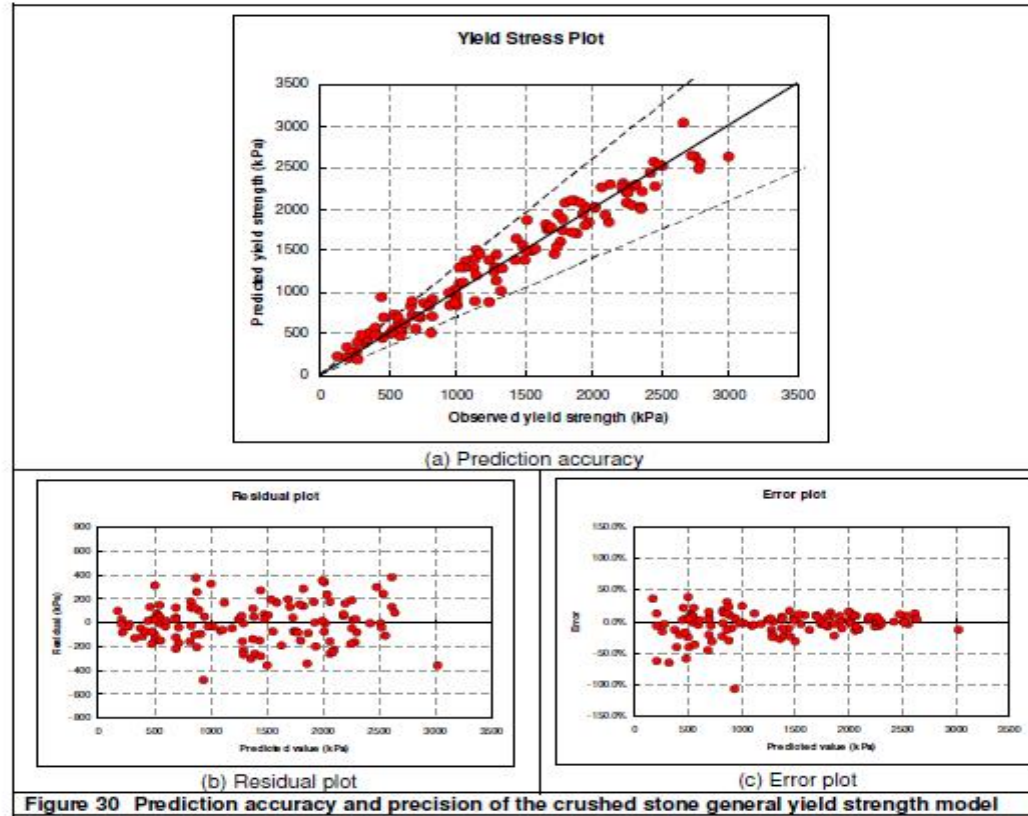 Yield Stress Plot
3500
3000
2500
2000
1500
1000
500
0
Predicted yield strength (kPa)
0 500 1000 1500 2000 2500 3000 3500
Observed yield strength (kPa)
(a) Prediction accuracy
Residual plot
800
600
400
200
0
-200
-400
-600
-800
Residual (kPa)
0 500 1000 1500 2000 2500 3000 3500
Predicted value (kPa)
(b) Residual plot
Error plot
150.0%
100.0%
50.0%
0.0%
-50.0%
-100.0%
-150.0%
Error
0 500 1000 1500 2000 2500 3000 3500
Predicted value (kPa)
(c) Error plot
Figure 30 Prediction accuracy and precision of the crushed stone general yield strength model